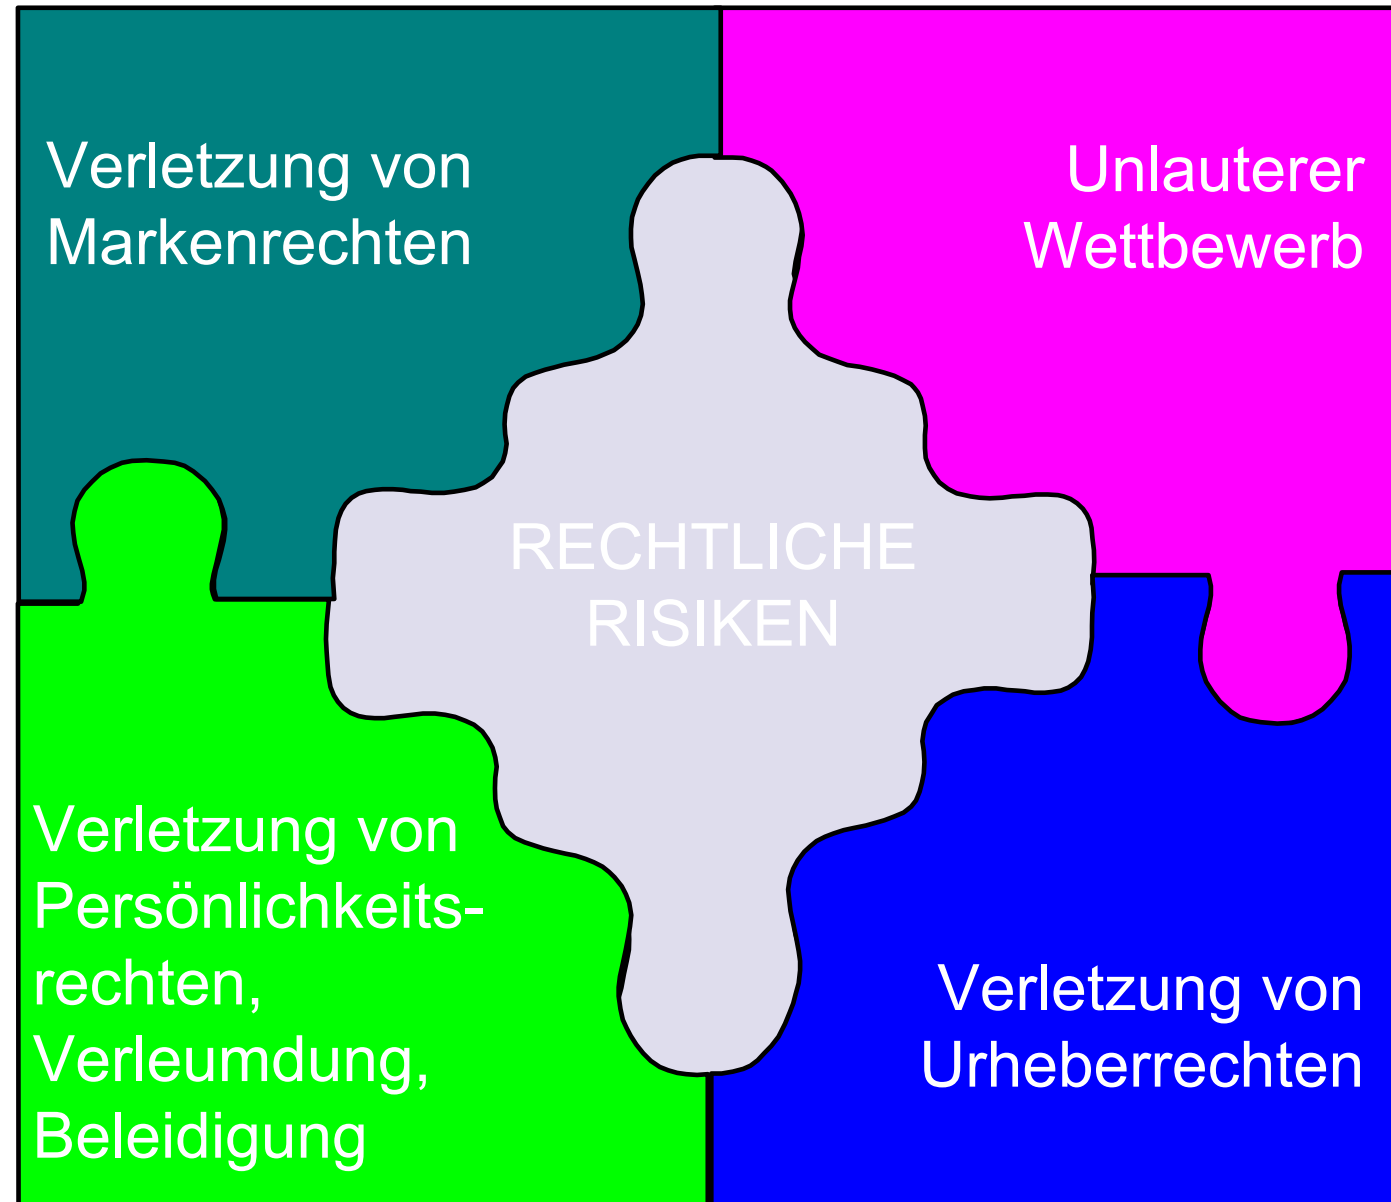 Verletzung von
Markenrechten
Unlauterer
Wettbewerb
RECHTLICHE
RISIKEN
Verletzung von
Persönlichkeits-
rechten,
Verleumdung,
Beleidigung
Verletzung von
Urheberrechten